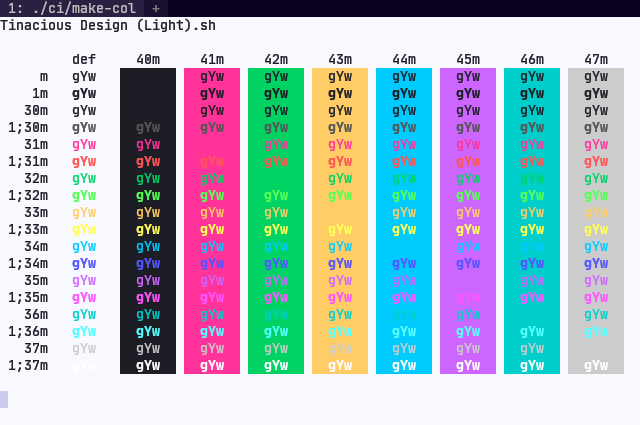 1: ./ci/make-col +
Tinacious Design (Light).sh
def 40m 41m 42m 43m 44m 45m 46m 47m
m gYw gYw gYw gYw gYw gYw gYw gYw
1m gYw gYw gYw gYw gYw gYw gYw gYw
30m gYw gYw gYw gYw gYw gYw gYw gYw
1;30m gYw gYw gYw gYw gYw gYw gYw gYw gYw
31m gYw gYw gYw gYw gYw gYw gYw gYw
1;31m gYw gYw gYw gYw gYw gYw gYw gYw gYw
32m gYw gYw gYw gYw gYw gYw gYw gYw
1;32m gYw gYw gYw gYw gYw gYw gYw gYw gYw
33m gYw gYw gYw gYw gYw gYw gYw gYw
1;33m gYw gYw gYw gYw gYw gYw gYw gYw gYw
34m gYw gYw gYw gYw gYw gYw gYw gYw
1;34m gYw gYw gYw gYw gYw gYw gYw gYw gYw
35m gYw gYw gYw gYw gYw gYw gYw gYw
1;35m gYw gYw gYw gYw gYw gYw gYw gYw gYw
36m gYw gYw gYw gYw gYw gYw gYw gYw
1;36m gYw gYw gYw gYw gYw gYw gYw gYw gYw
37m gYw gYw gYw gYw gYw gYw gYw gYw
1;37m gYw gYw gYw gYw gYw gYw gYw gYw gYw